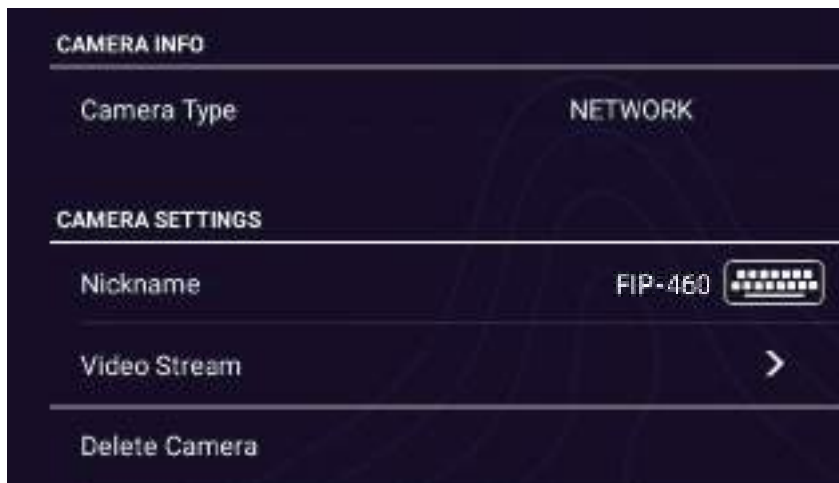 CAMERA INFO
Camera Type NETWORK
CAMERA SETTINGS
Nickname FIP-460
Video Stream
Delete Camera